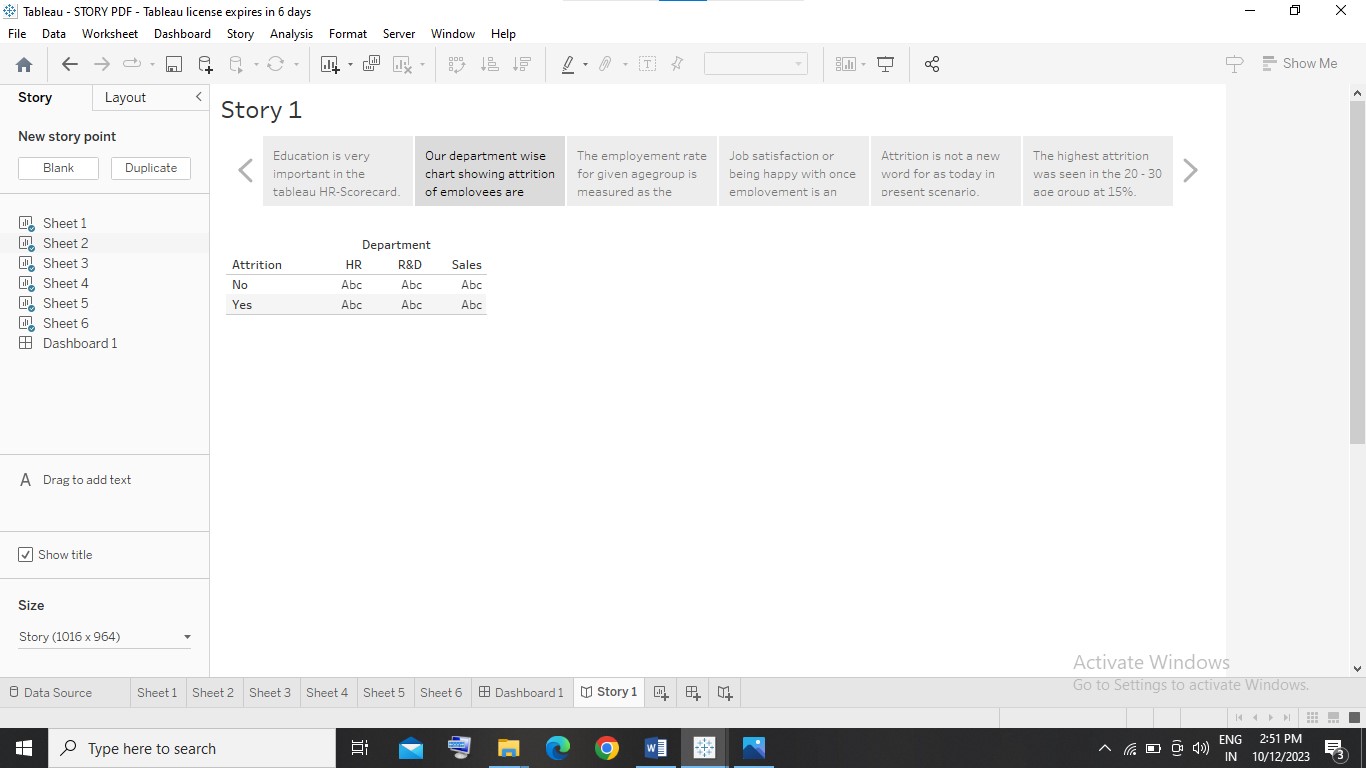 Tableau - STORY PDF - Tableau license expires in 6 days
File Data Worksheet Dashboard Story Analysis Format Server Window Help
Show Me
Story Layout
New story point
Blank Duplicate
Sheet 1
Sheet 2
Sheet 3
Sheet 4
Sheet 5
Sheet 6
Dashboard 1
A Drag to add text
Show title
Size
Story (1016 x 964)
Story 1
Education is very
important in the
tableau HR-Scorecard.
Our department wise
chart showing attrition
of employees are
The employement rate
for given agegroup is
measured as the
Job satisfaction or
being happy with once
employement is an
Attrition is not a new
word for as today in
present scenario.
The highest attrition
was seen in the 20 - 30
age group at 15%.
Department
Attrition HR R&D Sales
No Abc Abc Abc
Yes Abc Abc Abc
Activate Windows
Go to Settings to activate Windows.
Data Source Sheet 1 Sheet 2 Sheet 3 Sheet 4 Sheet 5 Sheet 6 Dashboard 1 Story 1
Type here to search
ENG
IN
2:51 PM
10/12/2023
3